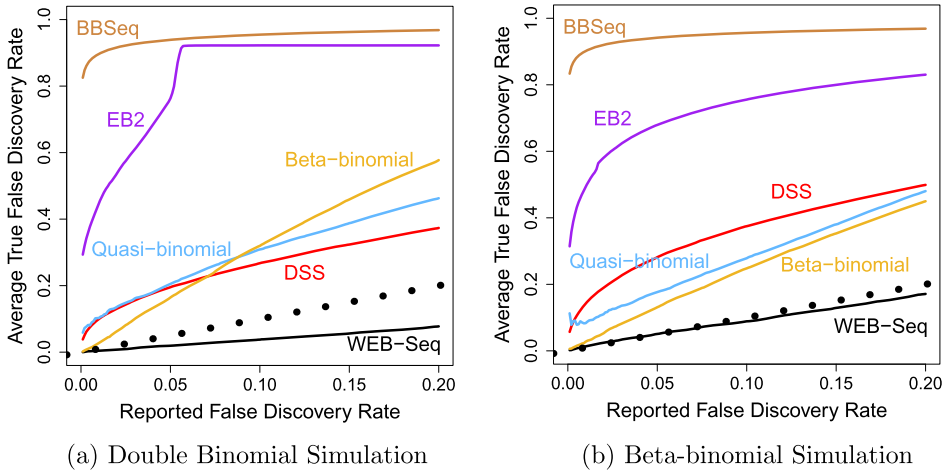 BBSeq
EB2
Beta−binomial
Quasi−binomial
DSS
WEB−Seq
Average True False Discovery Rate
0.0
0.2
0.4
0.6
0.8
1.0
0.00
0.05
0.10
0.15
0.20
Reported False Discovery Rate
(a) Double Binomial Simulation
BBSeq
EB2
DSS
Quasi−binomial
Beta−binomial
WEB−Seq
Average True False Discovery Rate
0.0
0.2
0.4
0.6
0.8
1.0
0.00
0.05
0.10
0.15
0.20
Reported False Discovery Rate
(b) Beta-binomial Simulation